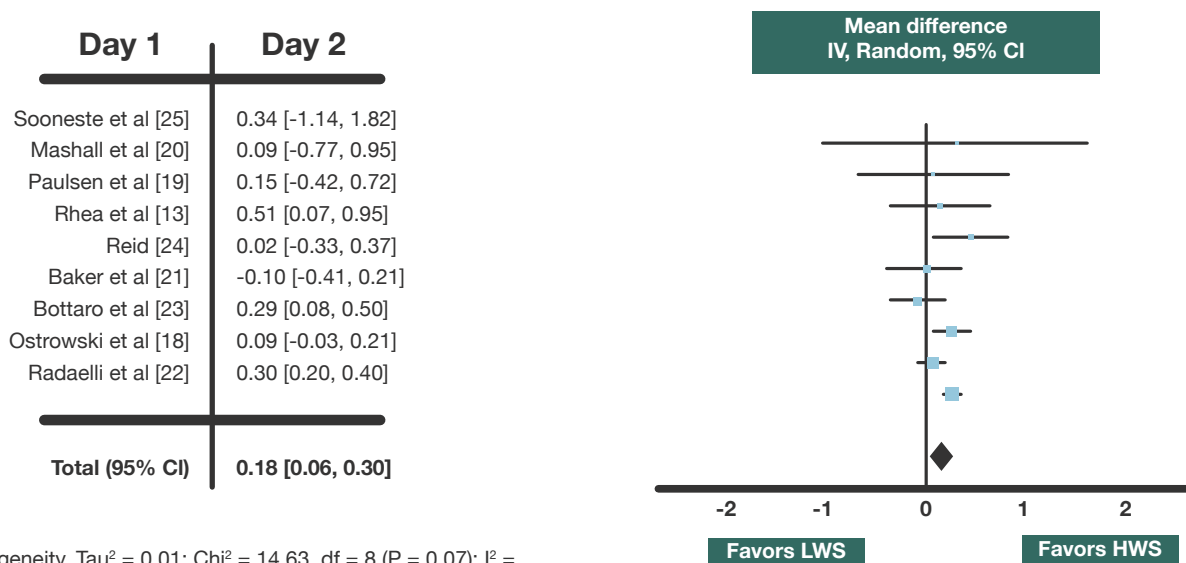 Day 1 Day 2
Sooneste et al [25] 0.34 [-1.14, 1.82]
Mashall et al [20] 0.09 [-0.77, 0.95]
Paulsen et al [19] 0.15 [-0.42, 0.72]
Rhea et al [13] 0.51 [0.07, 0.95]
Reid [24] 0.02 [-0.33, 0.37]
Baker et al [21] -0.10 [-0.41, 0.21]
Bottaro et al [23] 0.29 [0.08, 0.50]
Ostrowski et al [18] 0.09 [-0.03, 0.21]
Radaelli et al [22] 0.30 [0.20, 0.40]
Total (95% CI) 0.18 [0.06, 0.30]
Mean difference
IV, Random, 95% CI
-2 -1 0 1 2
Favors LWS Favors HWS
geneity. Tau² = 0.01; Chi² = 14.63, df = 8 (P = 0.07); I² =